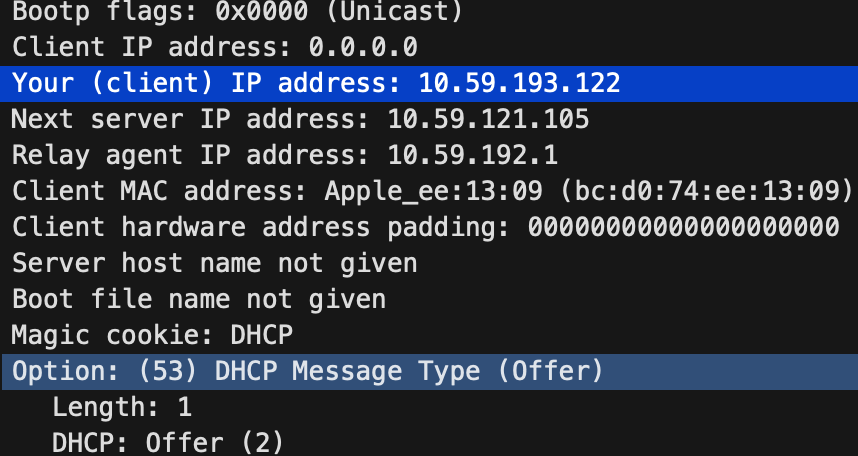 Bootp flags: 0x0000 (Unicast)
Client IP address: 0.0.0.0
Your (client) IP address: 10.59.193.122
Next server IP address: 10.59.121.105
Relay agent IP address: 10.59.192.1
Client MAC address: Apple_ee:13:09 (bc:d0:74:ee:13:09)
Client hardware address padding: 00000000000000000000
Server host name not given
Boot file name not given
Magic cookie: DHCP
Option: (53) DHCP Message Type (Offer)
Length: 1
DHCP: Offer (2)